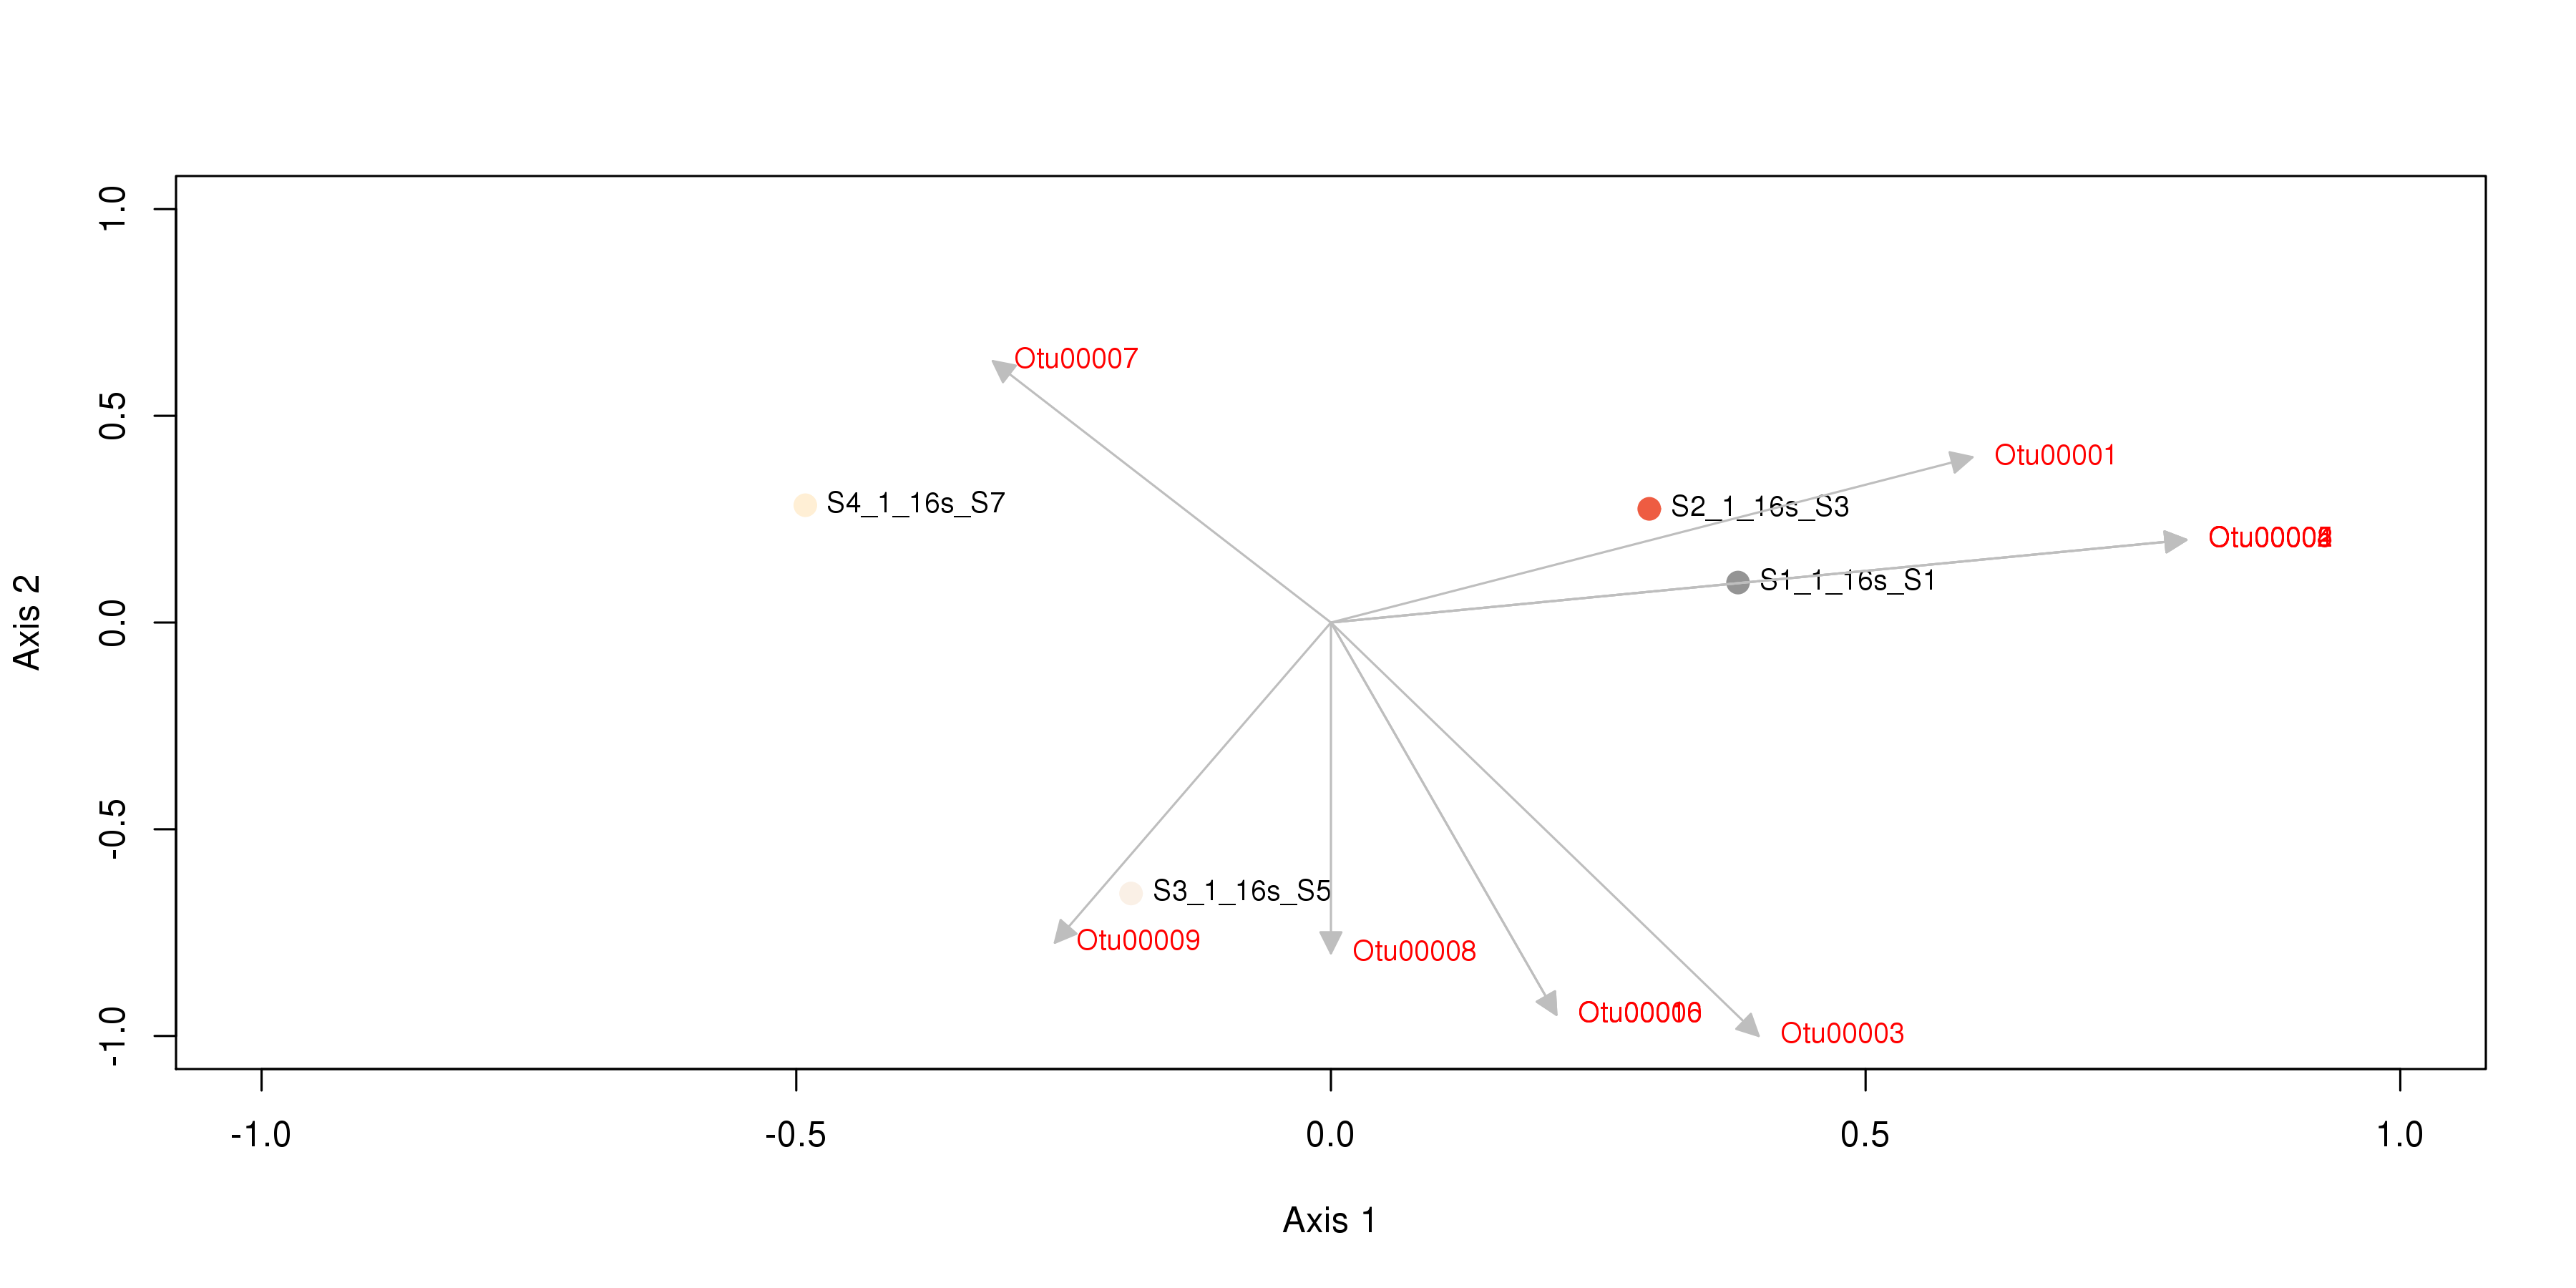 1.0
0.5
0.0
-0.5
-1.0
Axis 2
Otu00007
Otu00001
S4_1_16s_S7
S2_1_16s_S3
S1_1_16s_S1
S3_1_16s_S5
Otu00009
Otu00008
Otu00003
-1.0
-0.5
0.0
0.5
1.0
Axis 1